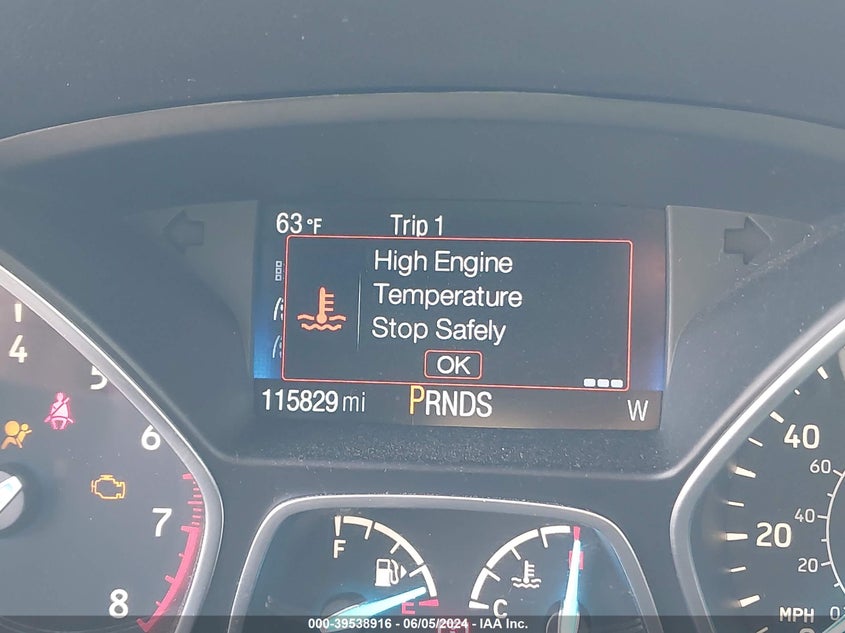 63 °F Trip 1
High Engine
Temperature
Stop Safely
OK
115829 mi PRNDS W
4
5
6
7
8
F
E
C
H
40
20
60
40
20
MPH
000-39538916 - 06/05/2024 - IAA Inc.